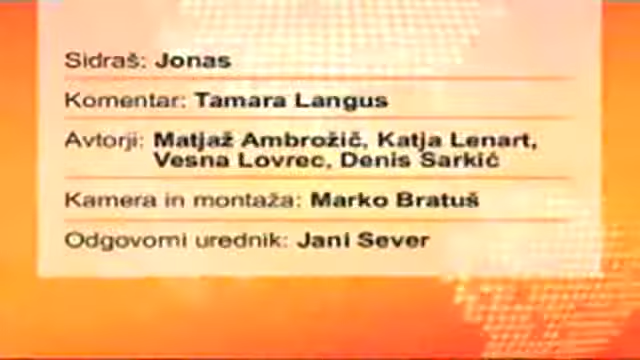 Sidraš: Jonas
Komentar: Tamara Langus
Avtorji: Matjaž Ambrožič, Katja Lenart,
Vesna Lovrec, Denis Sarkić
Kamera in montaža: Marko Bratuš
Odgovorni urednik: Jani Sever